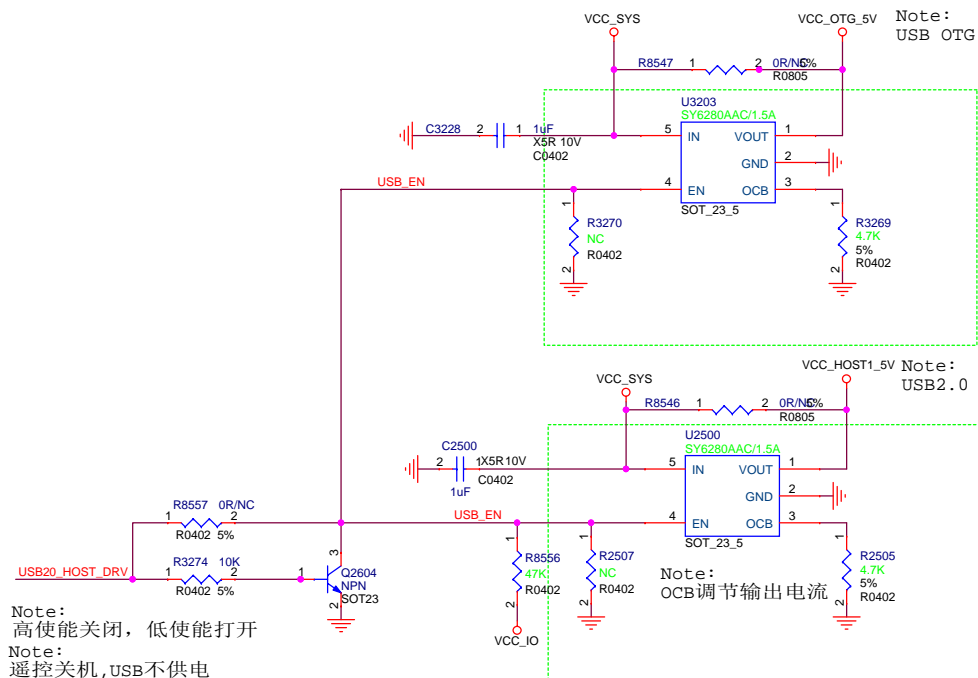 VCC_SYS
VCC_OTG_5V
Note:
USB OTG
R8547 1 2 0R/NC 5%
R0805
U3203
SY6280AAC/1.5A
C3228 2 1 1uF
X5R 10V
C0402
5 IN VOUT 1
GND 2
USB_EN
4 EN OCB 3
SOT_23_5
1
R3270
NC
R0402
2
1
R3269
4.7K
5%
R0402
2
VCC_SYS
VCC_HOST1_5V
Note:
USB2.0
R8546 1 2 0R/NC 5%
R0805
U2500
SY6280AAC/1.5A
C2500
2 1 X5R10V
C0402
1uF
5 IN VOUT 1
GND 2
USB_EN
4 EN OCB 3
SOT_23_5
R8557 0R/NC
1 2
R0402 5%
R3274 10K
1 2
R0402 5%
USB20_HOST_DRV
1
3
Q2604
NPN
SOT23
2
1
R8556
47K
R0402
2
VCC_IO
1
R2507
NC
R0402
2
1
R2505
4.7K
5%
R0402
2
Note:
OCB调节输出电流
Note:
高使能关闭，低使能打开
Note:
遥控关机,USB不供电